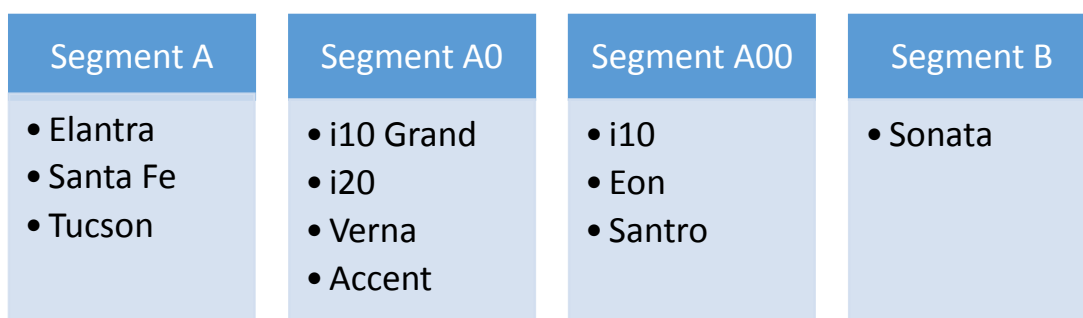 Segment A
• Elantra
• Santa Fe
• Tucson
Segment A0
• i10 Grand
• i20
• Verna
• Accent
Segment A00
• i10
• Eon
• Santro
Segment B
• Sonata